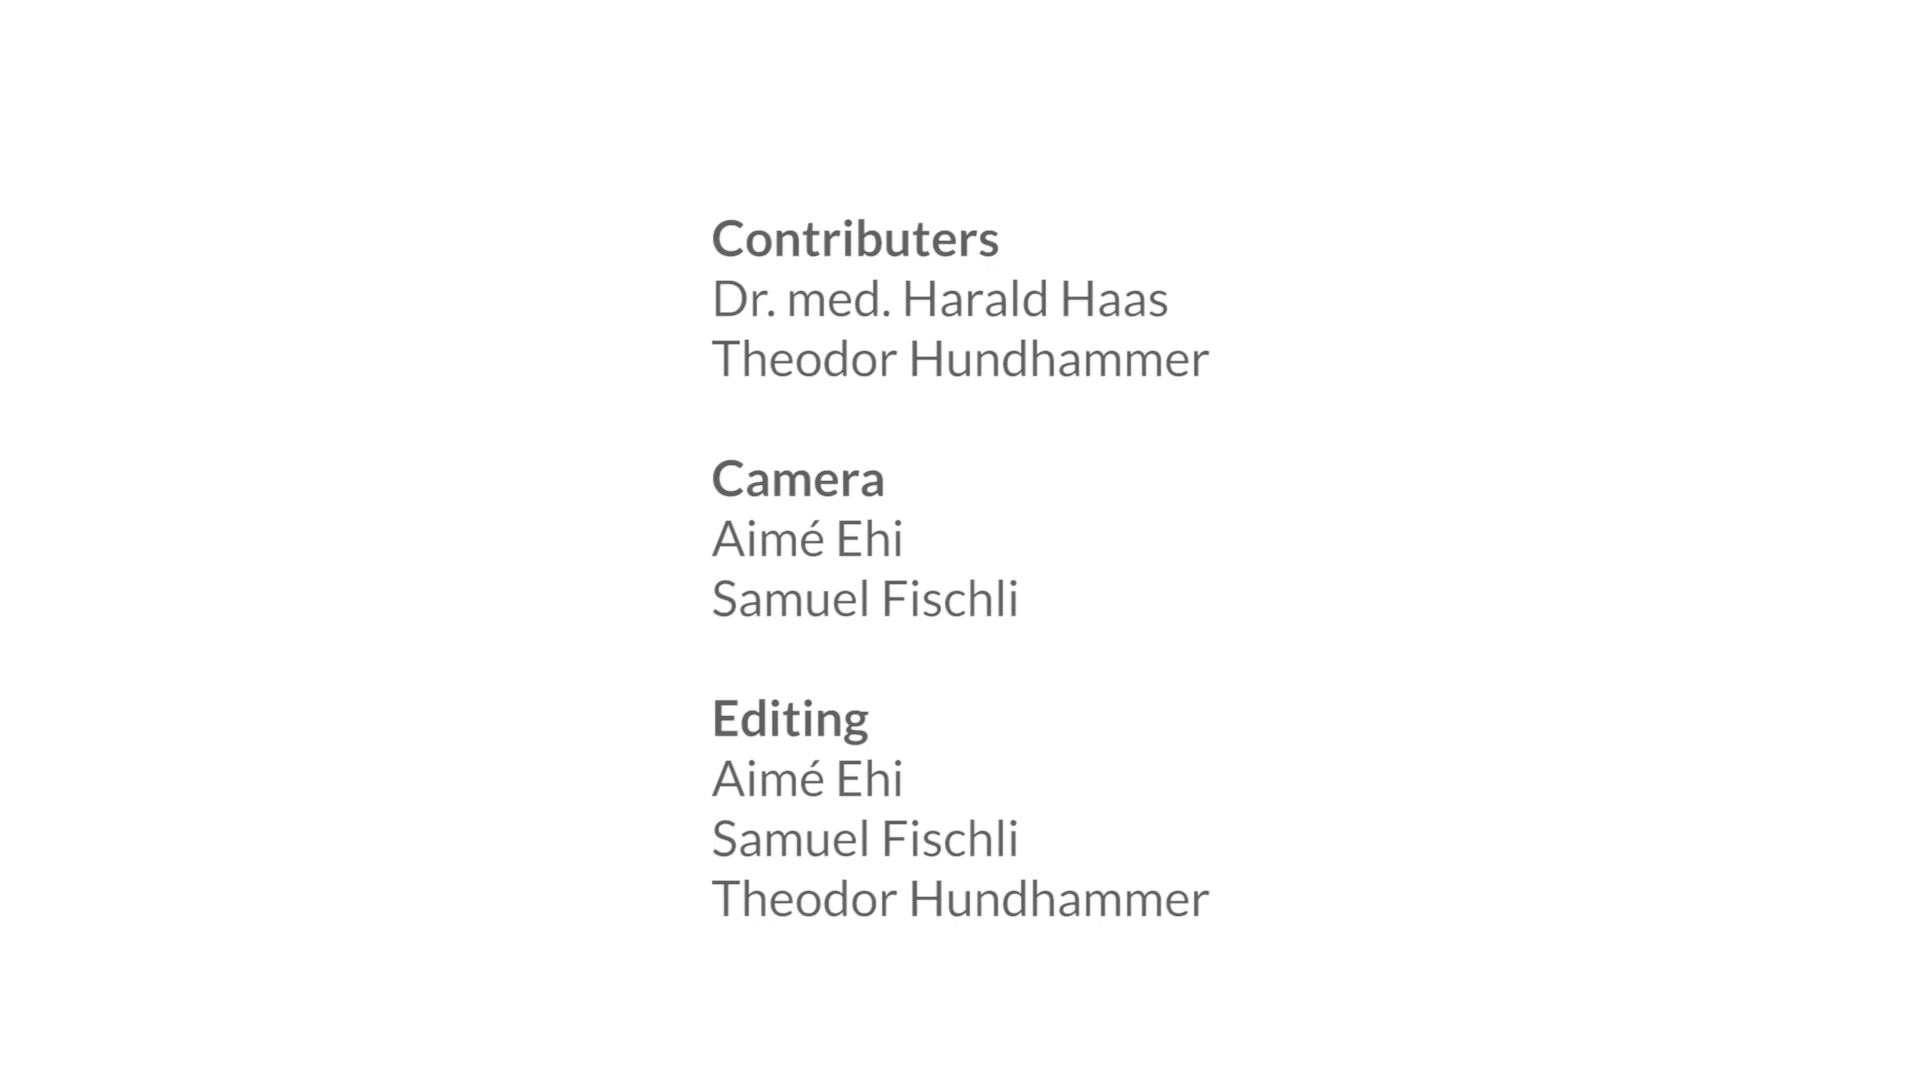 Contributers
Dr. med. Harald Haas
Theodor Hundhammer
Camera
Aimé Ehi
Samuel Fischli
Editing
Aimé Ehi
Samuel Fischli
Theodor Hundhammer